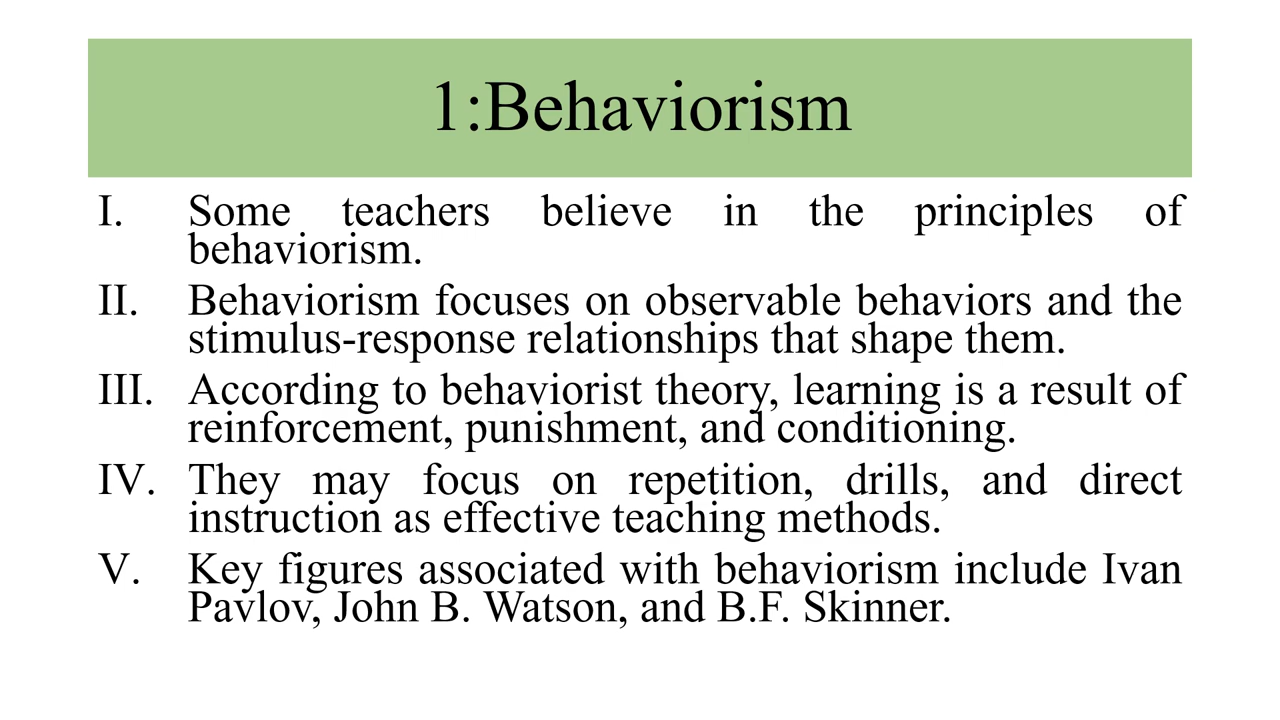 1:Behaviorism
I. Some teachers believe in the principles of
behaviorism.
II. Behaviorism focuses on observable behaviors and the
stimulus-response relationships that shape them.
III. According to behaviorist theory, learning is a result of
reinforcement, punishment, and conditioning.
IV. They may focus on repetition, drills, and direct
instruction as effective teaching methods.
V. Key figures associated with behaviorism include Ivan
Pavlov, John B. Watson, and B.F. Skinner.